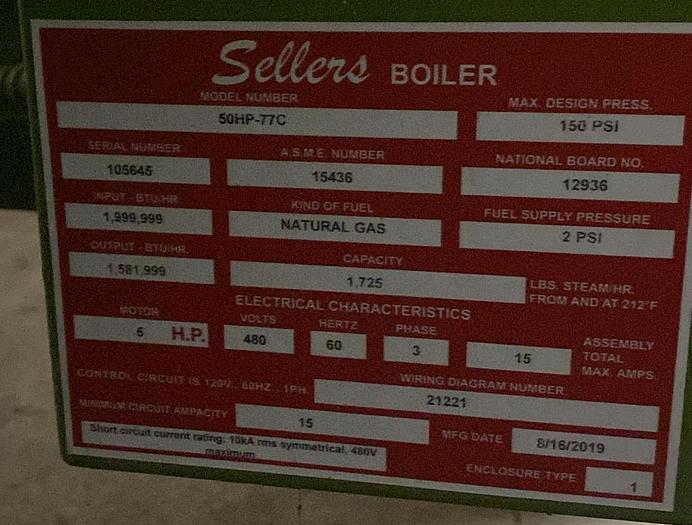 Sellers BOILER
MODEL NUMBER
50HP-77C
MAX. DESIGN PRESS.
150 PSI
SERIAL NUMBER
105645
A.S.M.E. NUMBER
15436
NATIONAL BOARD NO.
12936
INPUT - BTU/HR.
1,999,999
KIND OF FUEL
NATURAL GAS
FUEL SUPPLY PRESSURE
2 PSI
OUTPUT - BTU/HR.
1,581,999
CAPACITY
1,725
LBS. STEAM/HR.
FROM AND AT 212°F
ELECTRICAL CHARACTERISTICS
MOTOR
5 H.P.
VOLTS
480
HERTZ
60
PHASE
3
15
ASSEMBLY
TOTAL
MAX. AMPS.
CONTROL CIRCUIT IS 120V., 60HZ., 1PH.
WIRING DIAGRAM NUMBER
21221
MINIMUM CIRCUIT AMPACITY
15
MFG DATE
8/16/2019
Short circuit current rating: 10kA rms symmetrical, 480V
maximum
ENCLOSURE TYPE
1